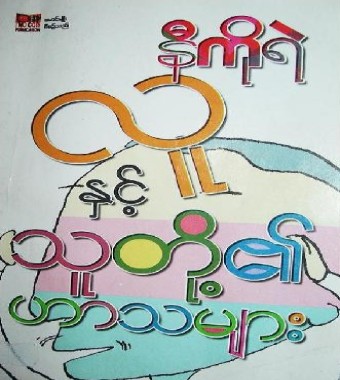 နီကိုရဲ
သူ
နှင့်
သူတို့၏
ဟာသများ